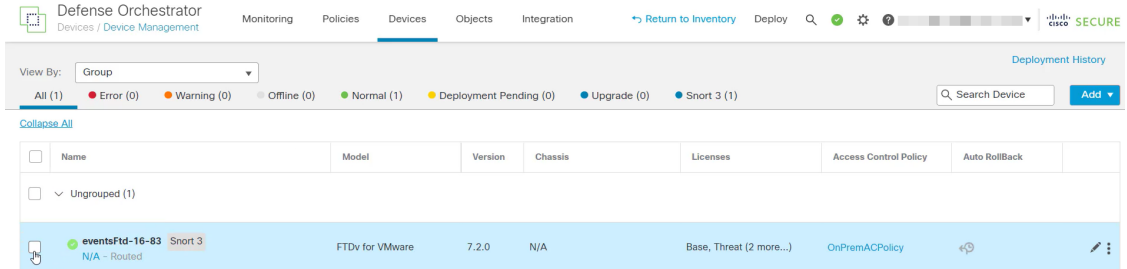 Defense Orchestrator
Devices / Device Management
Monitoring Policies Devices Objects Integration Return to Inventory Deploy CISCO SECURE
Deployment History
View By: Group
All (1) Error (0) Warning (0) Offline (0) Normal (1) Deployment Pending (0) Upgrade (0) Snort 3 (1) Search Device Add
Collapse All
Name Model Version Chassis Licenses Access Control Policy Auto RollBack
Ungrouped (1)
eventsFtd-16-83 Snort 3
N/A - Routed
FTDv for VMware 7.2.0 N/A Base, Threat (2 more...) OnPremACPolicy